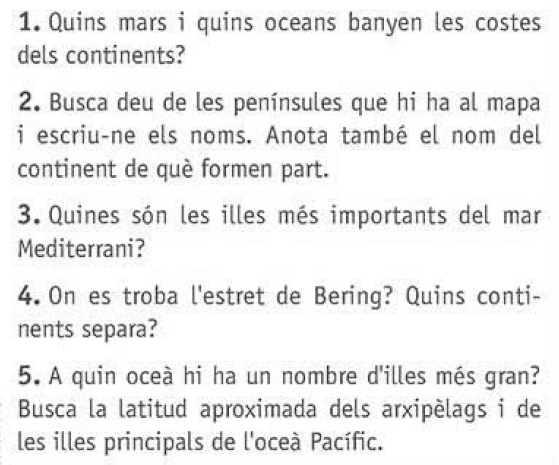 1. Quins mars i quins oceans banyen les costes
dels continents?
2. Busca deu de les penínsules que hi ha al mapa
i escriu-ne els noms. Anota també el nom del
continent de què formen part.
3. Quines són les illes més importants del mar
Mediterrani?
4. On es troba l'estret de Bering? Quins conti-
nents separa?
5. A quin oceà hi ha un nombre d'illes més gran?
Busca la latitud aproximada dels arxipèlags i de
les illes principals de l'oceà Pacífic.